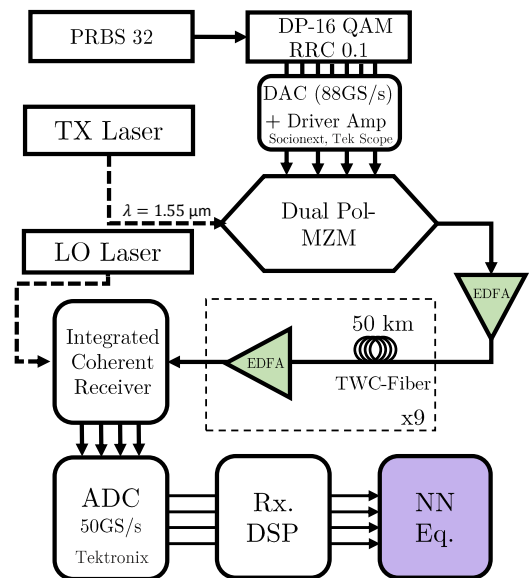 PRBS 32
DP-16 QAM
RRC 0.1
DAC (88GS/s)
+ Driver Amp
Socionext, Tek Scope
TX Laser
λ = 1.55 μm
Dual Pol-
MZM
LO Laser
EDFA
Integrated
Coherent
Receiver
EDFA
50 km
TWC-Fiber
x9
ADC
50GS/s
Tektronix
Rx.
DSP
NN
Eq.